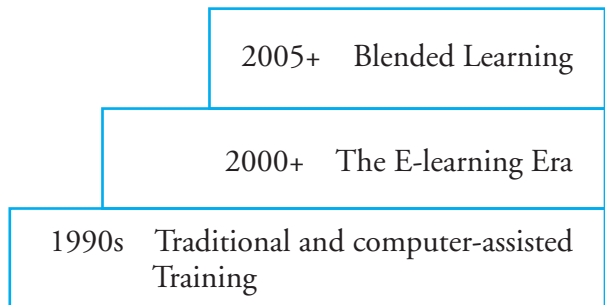 2005+ Blended Learning
2000+ The E-learning Era
1990s Traditional and computer-assisted
Training